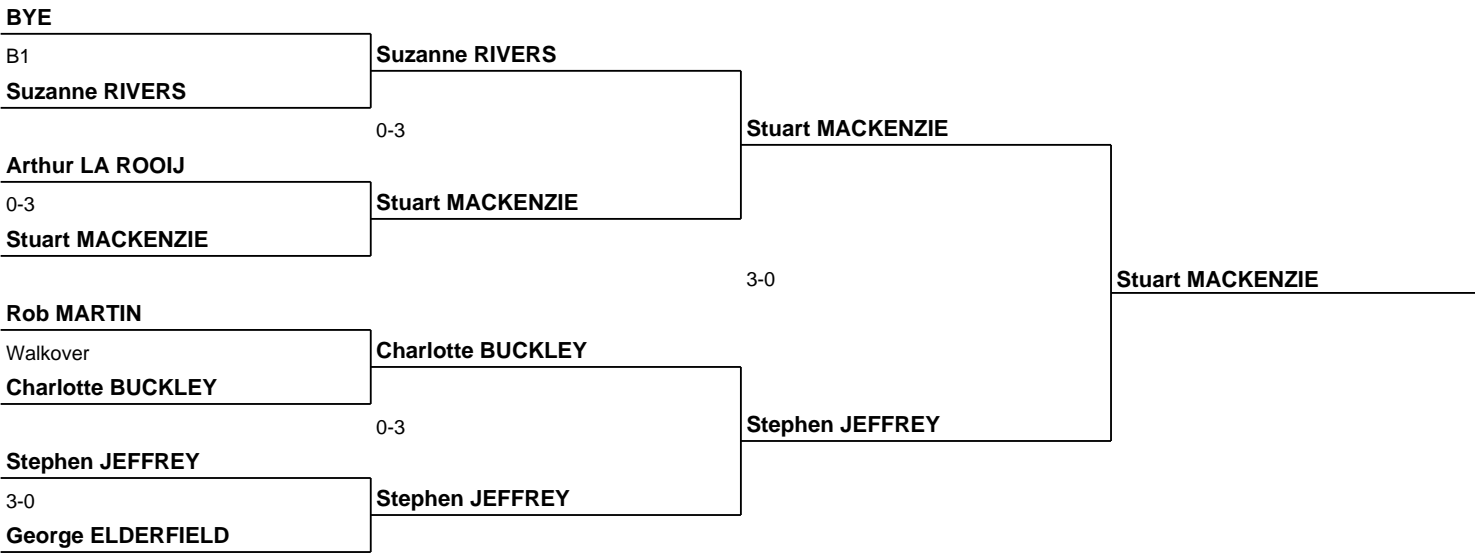 BYE
B1
Suzanne RIVERS
Suzanne RIVERS
0-3
Stuart MACKENZIE
Arthur LA ROOIJ
0-3
Stuart MACKENZIE
Stuart MACKENZIE
3-0
Stuart MACKENZIE
Rob MARTIN
Walkover
Charlotte BUCKLEY
Charlotte BUCKLEY
0-3
Stephen JEFFREY
Stephen JEFFREY
3-0
Stephen JEFFREY
George ELDERFIELD